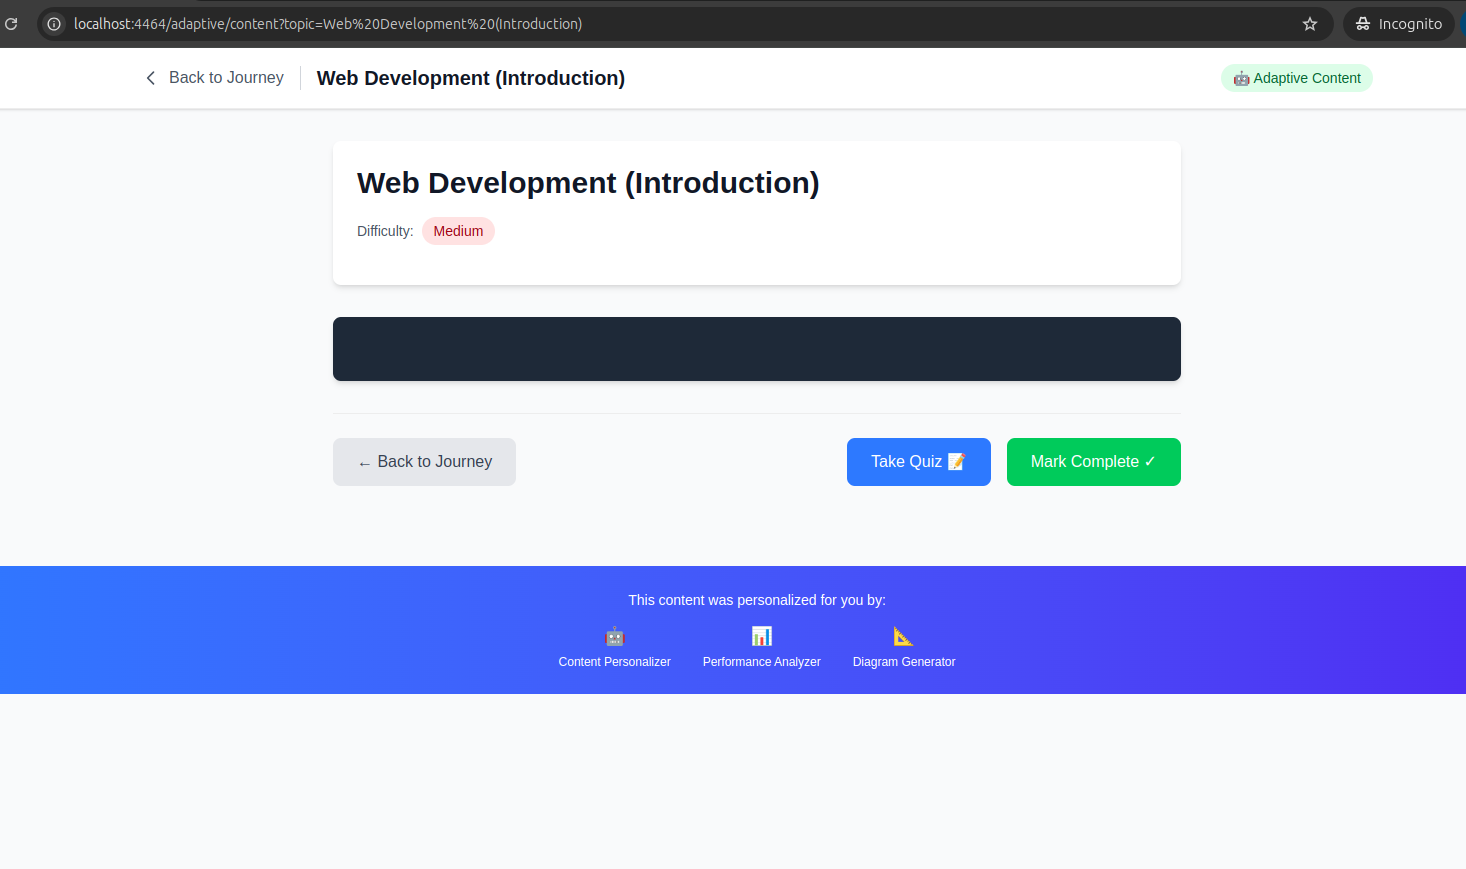 localhost:4464/adaptive/content?topic=Web%20Development%20(Introduction)
Incognito
Back to Journey
Web Development (Introduction)
🤖 Adaptive Content
Web Development (Introduction)
Difficulty: Medium
← Back to Journey
Take Quiz 📝
Mark Complete ✓
This content was personalized for you by:
Content Personalizer
Performance Analyzer
Diagram Generator